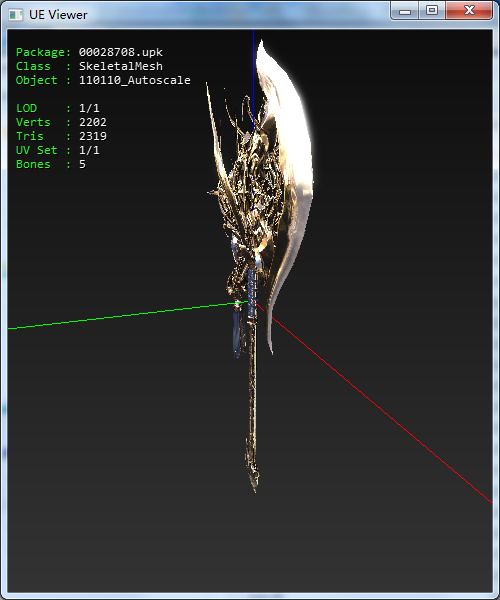 UE Viewer
Package: 00028708.upk
Class  : SkeletalMesh
Object : 110110_Autoscale
LOD    : 1/1
Verts  : 2202
Tris   : 2319
UV Set : 1/1
Bones  : 5